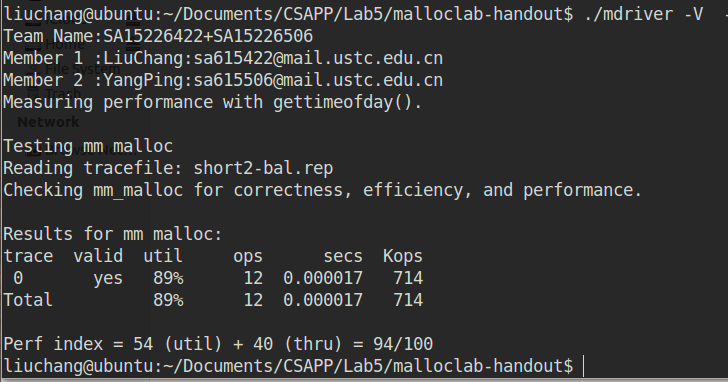 liuchang@ubuntu:~/Documents/CSAPP/Lab5/malloclab-handout$ ./mdriver -V -
Team Name:SA15226422+SA15226506
Member 1 :LiuChang:sa615422@mail.ustc.edu.cn
Member 2 :YangPing:sa615506@mail.ustc.edu.cn
Measuring performance with gettimeofday().
Network
Testing mm malloc
Reading tracefile: short2-bal.rep
Checking mm_malloc for correctness, efficiency, and performance.
Results for mm malloc:
trace valid util ops secs Kops
0 yes 89% 12 0.000017 714
Total 89% 12 0.000017 714
Perf index = 54 (util) + 40 (thru) = 94/100
liuchang@ubuntu:~/Documents/CSAPP/Lab5/malloclab-handout$